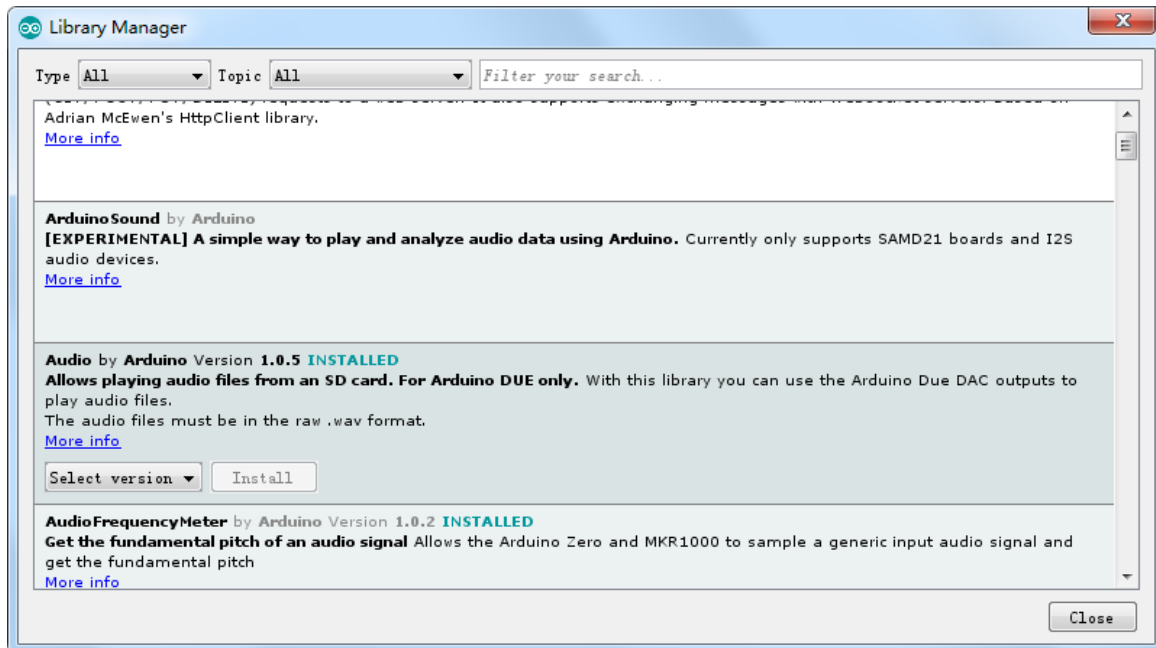 Library Manager
Type All Topic All Filter your search...
Adrian McEwen's HttpClient library.
More info
ArduinoSound by Arduino
[EXPERIMENTAL] A simple way to play and analyze audio data using Arduino. Currently only supports SAMD21 boards and I2S
audio devices.
More info
Audio by Arduino Version 1.0.5 INSTALLED
Allows playing audio files from an SD card. For Arduino DUE only. With this library you can use the Arduino Due DAC outputs to
play audio files.
The audio files must be in the raw .wav format.
More info
Select version Install
AudioFrequencyMeter by Arduino Version 1.0.2 INSTALLED
Get the fundamental pitch of an audio signal Allows the Arduino Zero and MKR1000 to sample a generic input audio signal and
get the fundamental pitch
More info
Close